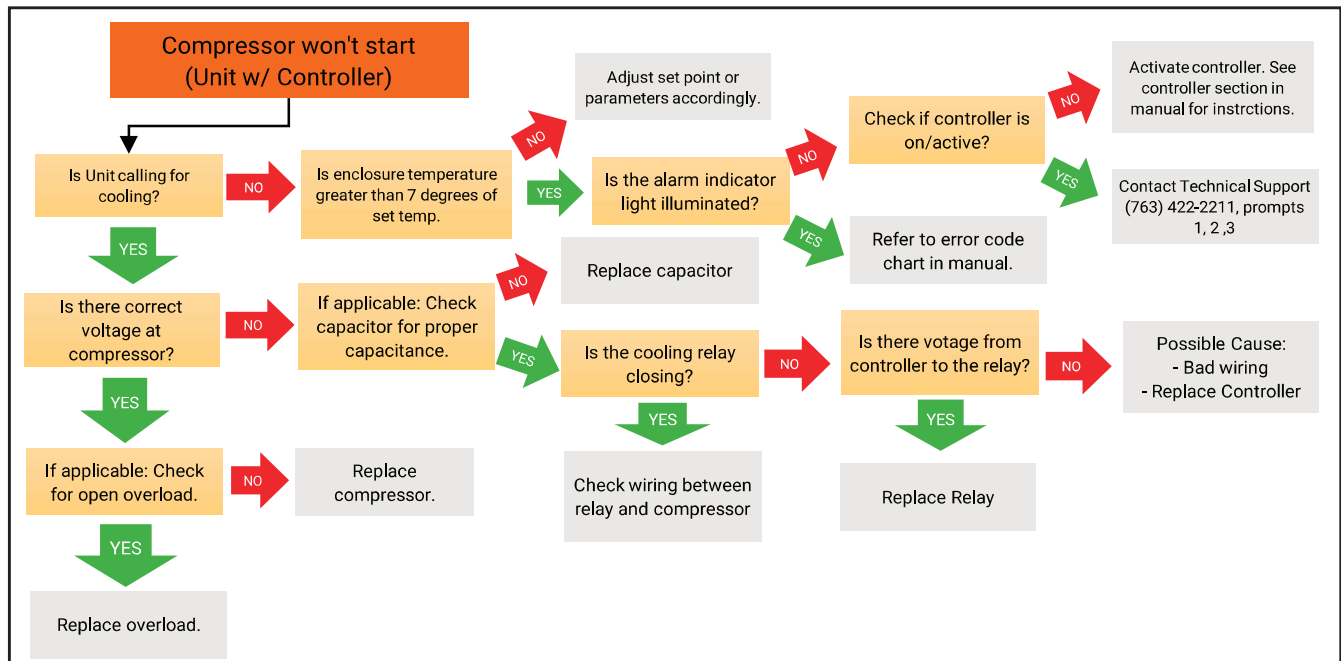 Compressor won't start
(Unit w/ Controller)
Is Unit calling for
cooling?
NO
Is enclosure temperature
greater than 7 degrees of
set temp.
NO
Adjust set point or
parameters accordingly.
YES
Is the alarm indicator
light illuminated?
NO
Check if controller is
on/active?
NO
Activate controller. See
controller section in
manual for instrctions.
YES
Contact Technical Support
(763) 422-2211, prompts
1, 2 ,3
YES
Refer to error code
chart in manual.
YES
Is there correct
voltage at
compressor?
NO
If applicable: Check
capacitor for proper
capacitance.
NO
Replace capacitor
YES
Is the cooling relay
closing?
NO
Is there votage from
controller to the relay?
NO
Possible Cause:
- Bad wiring
- Replace Controller
YES
Replace Relay
YES
Check wiring between
relay and compressor
YES
If applicable: Check
for open overload.
NO
Replace
compressor.
YES
Replace overload.